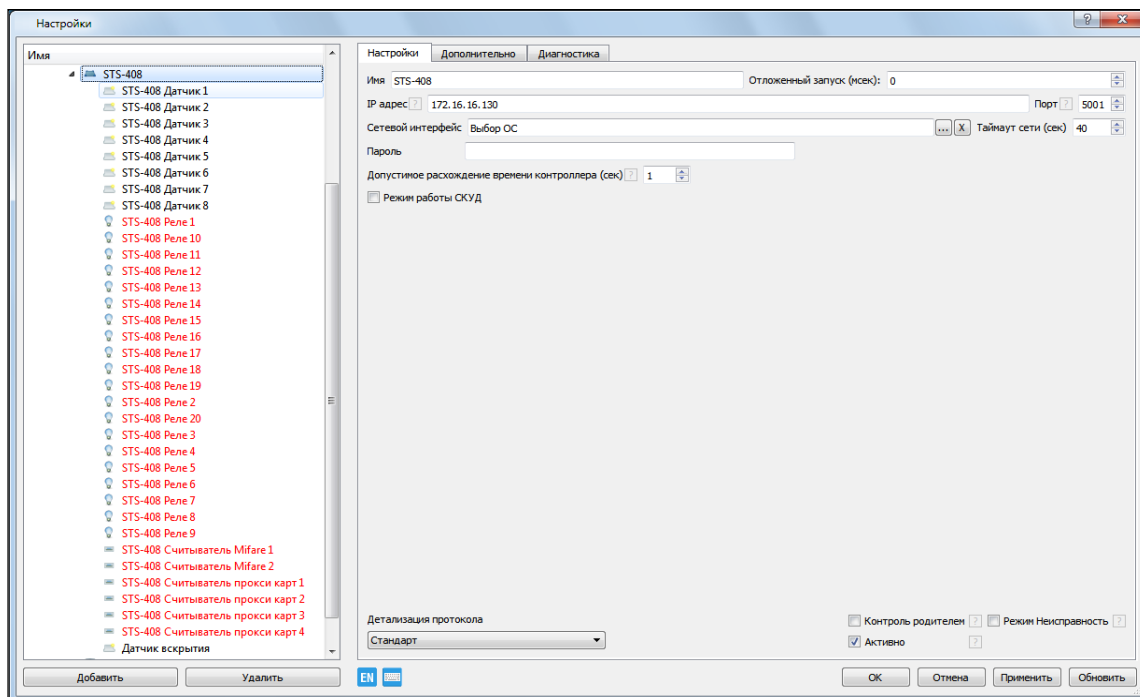 Настройки
Имя
STS-408
STS-408 Датчик 1
STS-408 Датчик 2
STS-408 Датчик 3
STS-408 Датчик 4
STS-408 Датчик 5
STS-408 Датчик 6
STS-408 Датчик 7
STS-408 Датчик 8
STS-408 Реле 1
STS-408 Реле 10
STS-408 Реле 11
STS-408 Реле 12
STS-408 Реле 13
STS-408 Реле 14
STS-408 Реле 15
STS-408 Реле 16
STS-408 Реле 17
STS-408 Реле 18
STS-408 Реле 19
STS-408 Реле 2
STS-408 Реле 20
STS-408 Реле 3
STS-408 Реле 4
STS-408 Реле 5
STS-408 Реле 6
STS-408 Реле 7
STS-408 Реле 8
STS-408 Реле 9
STS-408 Считыватель Mifare 1
STS-408 Считыватель Mifare 2
STS-408 Считыватель прокси карт 1
STS-408 Считыватель прокси карт 2
STS-408 Считыватель прокси карт 3
STS-408 Считыватель прокси карт 4
Датчик вскрытия
Добавить Удалить
Настройки Дополнительно Диагностика
Имя STS-408 Отложенный запуск (мсек): 0
IP адрес ? 172.16.16.130 Порт ? 5001
Сетевой интерфейс Выбор ОС ... X Таймаут сети (сек) 40
Пароль
Допустимое расхождение времени контроллера (сек) ? 1
Режим работы СКУД
Детализация протокола
Стандарт
Контроль родителем ? Режим Неисправность ?
Активно ?
EN
ОК Отмена Применить Обновить